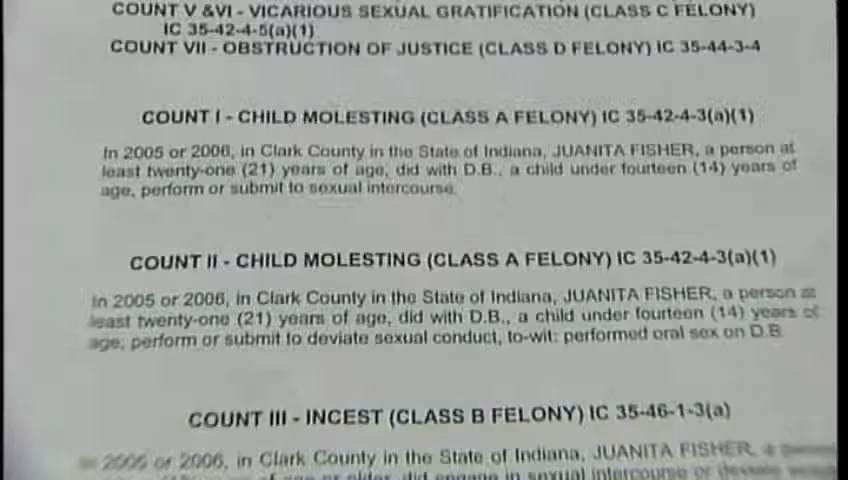 COUNT V &VI - VICARIOUS SEXUAL GRATIFICATION (CLASS C FELONY)
IC 35-42-4-5(a)(1)
COUNT VII - OBSTRUCTION OF JUSTICE (CLASS D FELONY) IC 35-44-3-4
COUNT I - CHILD MOLESTING (CLASS A FELONY) IC 35-42-4-3(a)(1)
In 2005 or 2006, in Clark County in the State of Indiana, JUANITA FISHER, a person at
least twenty-one (21) years of age, did with D.B., a child under fourteen (14) years of
age, perform or submit to sexual intercourse.
COUNT II - CHILD MOLESTING (CLASS A FELONY) IC 35-42-4-3(a)(1)
In 2005 or 2006, in Clark County in the State of Indiana, JUANITA FISHER, a person at
least twenty-one (21) years of age, did with D.B., a child under fourteen (14) years of
age, perform or submit to deviate sexual conduct, to-wit: performed oral sex on D.B.
COUNT III - INCEST (CLASS B FELONY) IC 35-46-1-3(a)
In 2005 or 2006, in Clark County in the State of Indiana, JUANITA FISHER, a person
of age or older, did engage in sexual intercourse or deviate